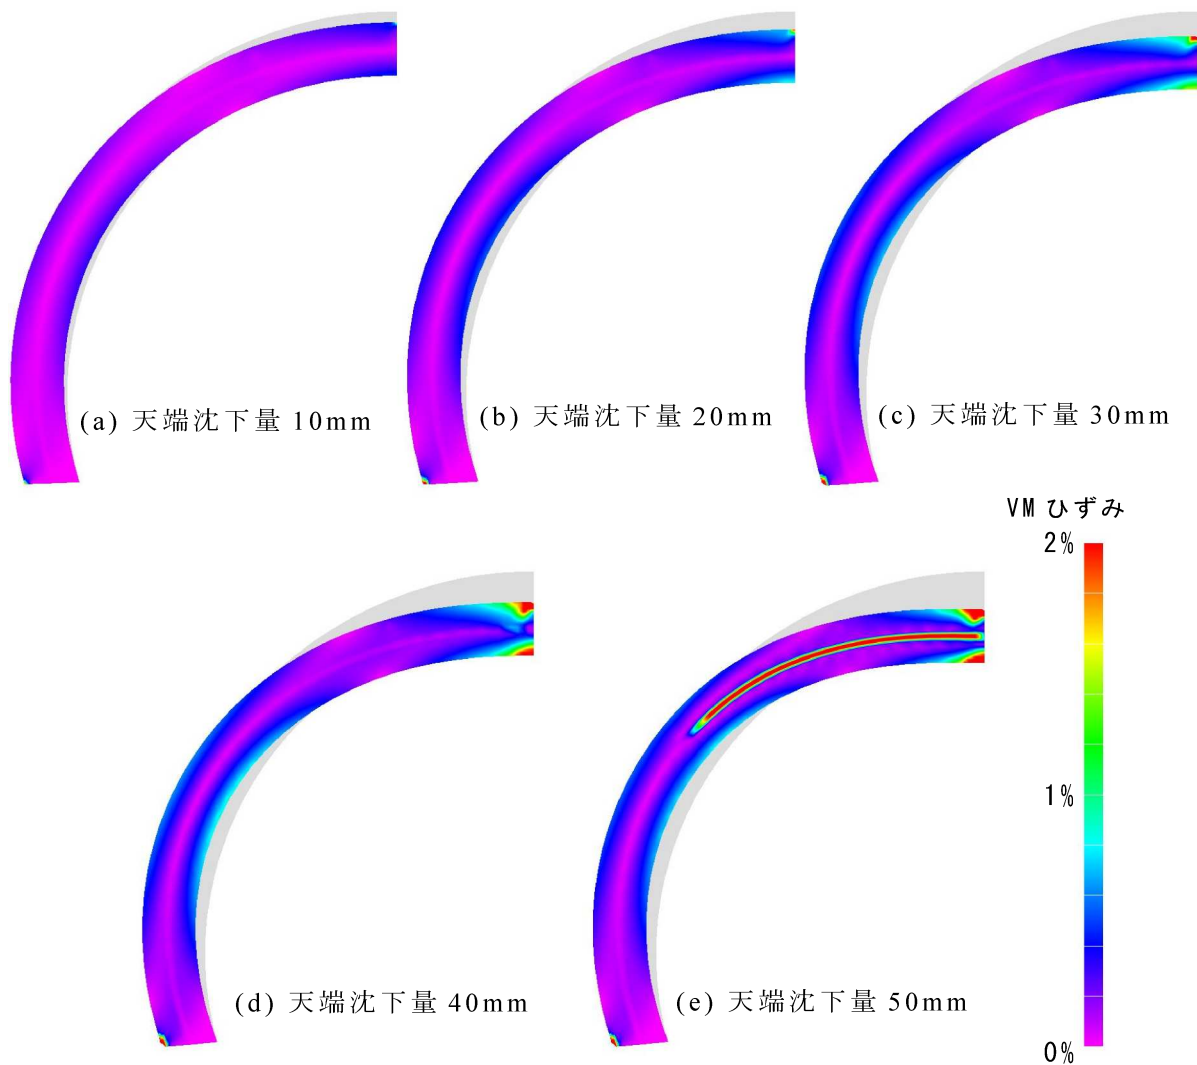 (a) 天端沈下量 10mm
(b) 天端沈下量 20mm
(c) 天端沈下量 30mm
VM ひずみ
2%
1%
0%
(d) 天端沈下量 40mm
(e) 天端沈下量 50mm